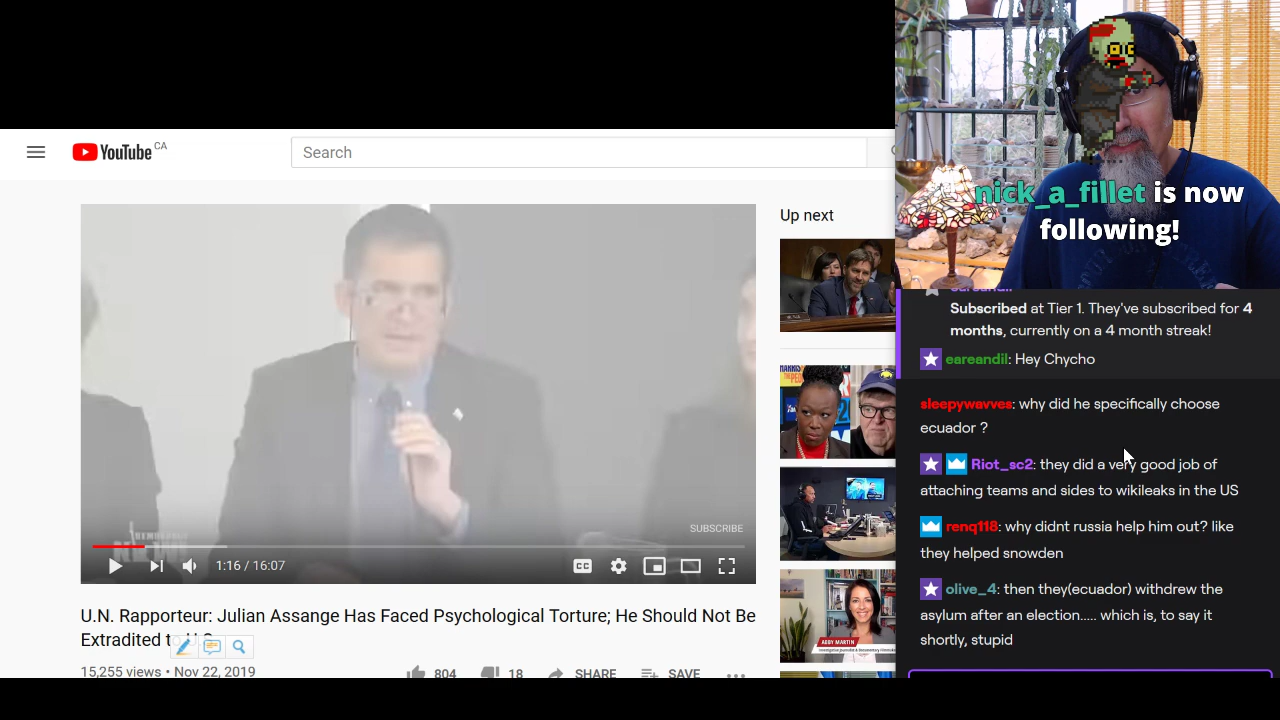 YouTube CA
Search
Up next
SUBSCRIBE
1:16 / 16:07
CC
U.N. Rapporteur: Julian Assange Has Faced Psychological Torture; He Should Not Be
Extradited
15,255 views • Nov 22, 2019
804
18
SHARE
SAVE
ABBY MARTIN
nick_a_fillet is now
following!
eareandil
Subscribed at Tier 1. They've subscribed for 4
months, currently on a 4 month streak!
eareandil: Hey Chycho
sleepywavves: why did he specifically choose
ecuador ?
Riot_sc2: they did a very good job of
attaching teams and sides to wikileaks in the US
renq118: why didnt russia help him out? like
they helped snowden
olive_4: then they(ecuador) withdrew the
asylum after an election..... which is, to say it
shortly, stupid